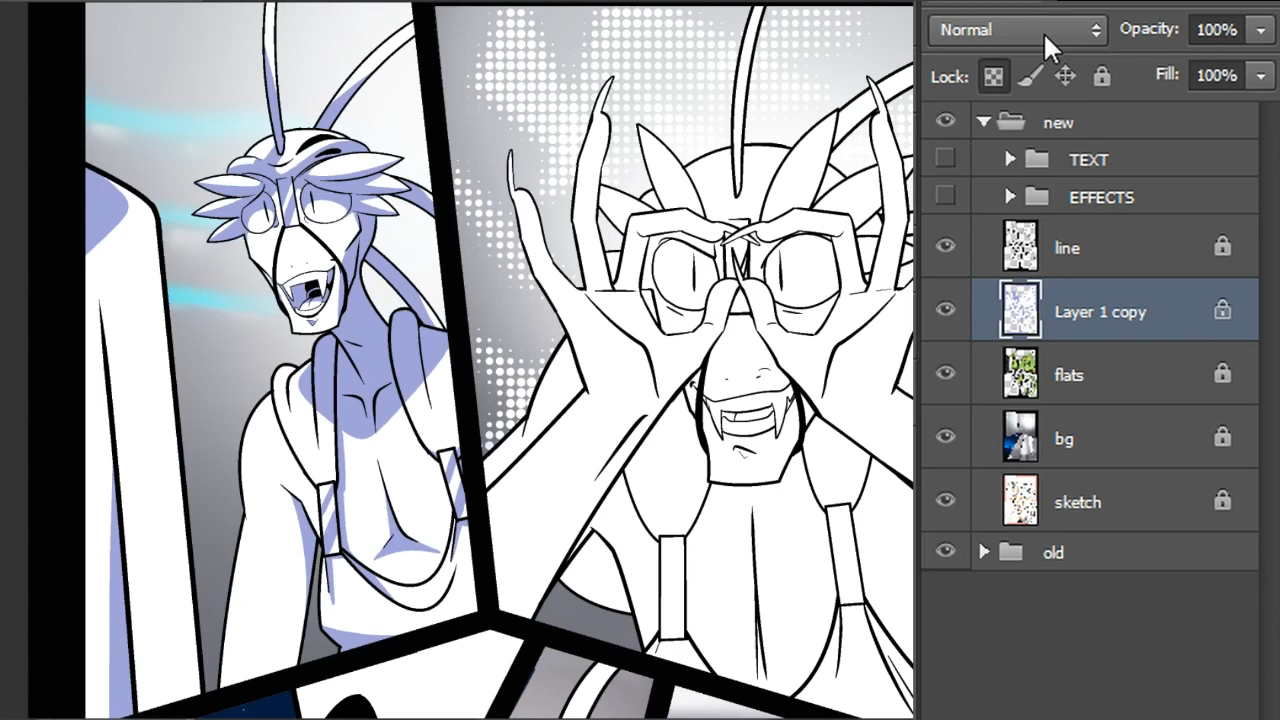 Normal Opacity: 100%
Lock: Fill: 100%
new
TEXT
EFFECTS
line
Layer 1 copy
flats
bg
sketch
old